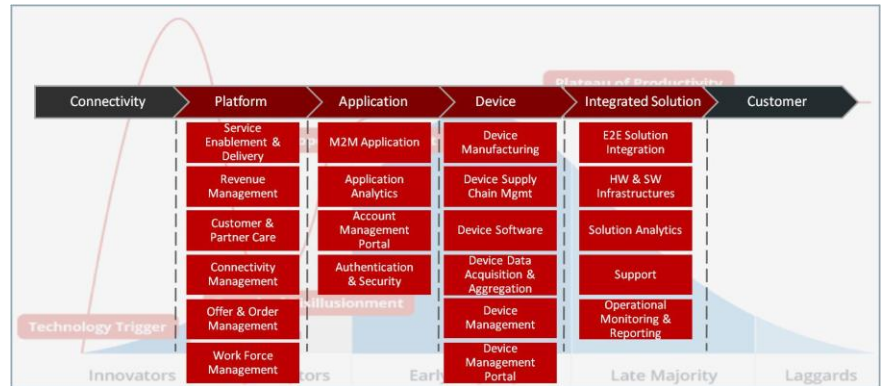 Plateau of Productivity
Connectivity
Platform
Application
Device
Integrated Solution
Customer
Service
Enablement &
Delivery
Revenue
Management
Customer &
Partner Care
Connectivity
Management
Offer & Order
Management
Work Force
Management
M2M Application
Application
Analytics
Account
Management
Portal
Authentication
& Security
Device
Manufacturing
Device Supply
Chain Mgmt
Device Software
Device Data
Acquisition &
Aggregation
Device
Management
Device
Management
Portal
E2E Solution
Integration
HW & SW
Infrastructures
Solution Analytics
Support
Operational
Monitoring &
Reporting
Technology Trigger
Innovators
Late Majority
Laggards